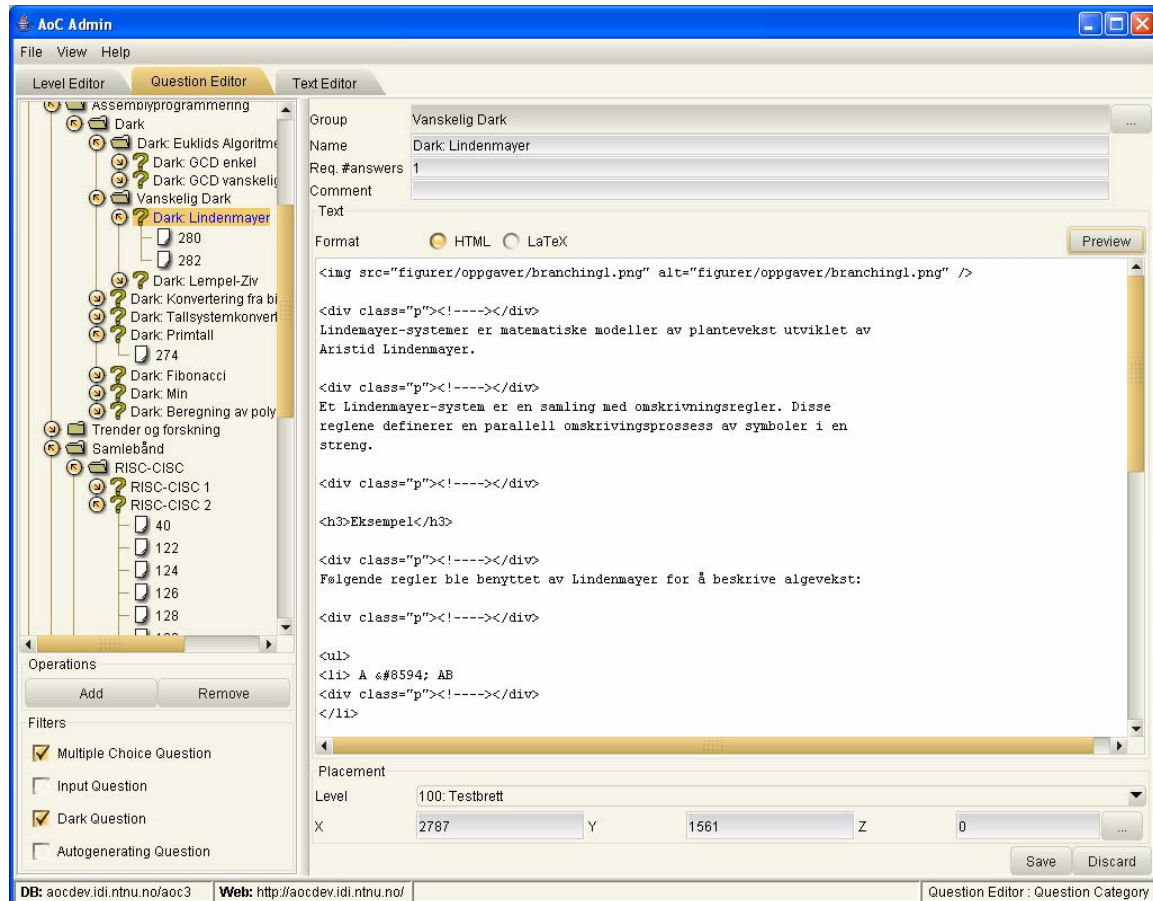 AoC Admin
File View Help
Level Editor Question Editor Text Editor
Assemblyprogrammering
Dark
Dark: Euklids Algoritme
Dark: GCD enkel
Dark: GCD vanskelig
Vanskelig Dark
Dark: Lindenmayer
280
282
Dark: Lempel-Ziv
Dark: Konvertering fra bi
Dark: Tallsystemkonvert
Dark: Primtall
274
Dark: Fibonacci
Dark: Min
Dark: Beregning av poly
Trender og forskning
Samlebånd
RISC-CISC
RISC-CISC 1
RISC-CISC 2
40
122
124
126
128
Operations
Add Remove
Filters
Multiple Choice Question
Input Question
Dark Question
Autogenerating Question
Group Vanskelig Dark ...
Name Dark: Lindenmayer
Req. #answers 1
Comment
Text
Format HTML LaTeX Preview
<img src="figurer/oppgaver/branching1.png" alt="figurer/oppgaver/branching1.png" />
<div class="p"><!----></div>
Lindemayer-systemer er matematiske modeller av plantevekst utviklet av
Aristid Lindenmayer.
<div class="p"><!----></div>
Et Lindenmayer-system er en samling med omskrivningsregler. Disse
reglene definerer en parallell omskrivingsprossess av symboler i en
streng.
<div class="p"><!----></div>
<h3>Eksempel</h3>
<div class="p"><!----></div>
Følgende regler ble benyttet av Lindenmayer for å beskrive algevekst:
<div class="p"><!----></div>
<ul>
<li> A &#8594; AB
<div class="p"><!----></div>
</li>
Placement
Level 100: Testbrett
X 2787 Y 1561 Z 0 ...
Save Discard
DB: aocdev.idi.ntnu.no/aoc3 Web: http://aocdev.idi.ntnu.no/ Question Editor : Question Category